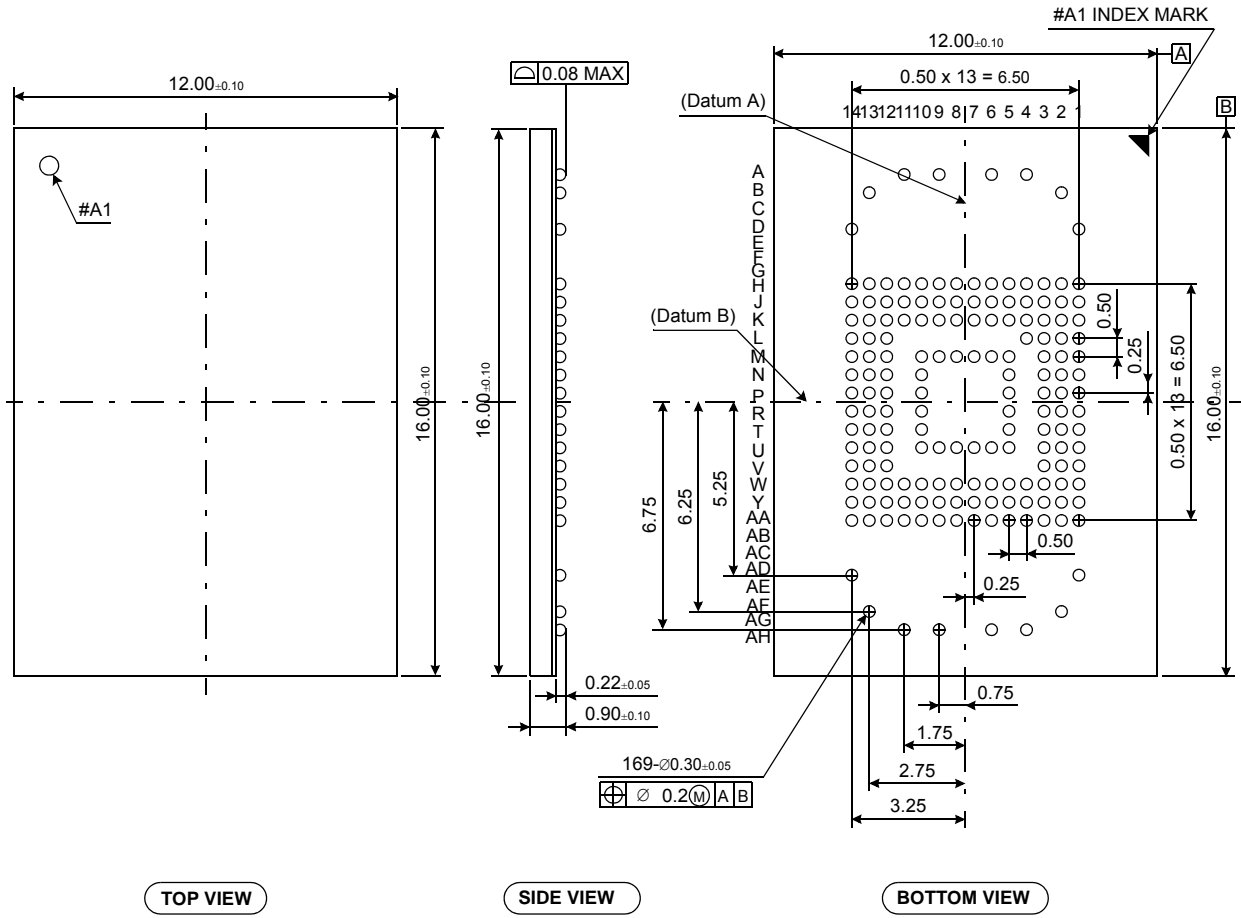 #A1 INDEX MARK
12.00±0.10
A
0.08 MAX
0.50 x 13 = 6.50
12.00±0.10
(Datum A)
B
14 13 12 11 10 9 8 7 6 5 4 3 2 1
#A1
A
B
C
D
E
F
G
H
J
K
L
M
N
P
R
T
U
V
W
Y
AA
AB
AC
AD
AE
AF
AG
AH
(Datum B)
0.50
0.25
0.50 x 13 = 6.50
16.00±0.10
16.00±0.10
16.00±0.10
5.25
6.25
6.75
0.50
0.25
0.22±0.05
0.90±0.10
0.75
1.75
169-∅0.30±0.05
2.75
⌖ ∅ 0.2 Ⓜ A B
3.25
TOP VIEW
SIDE VIEW
BOTTOM VIEW